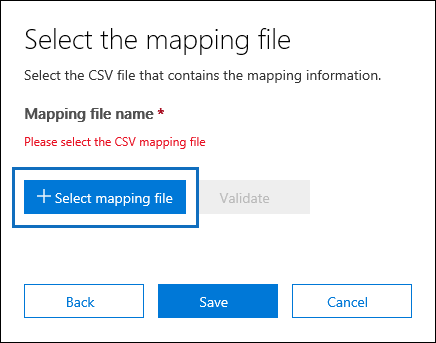 Select the mapping file
Select the CSV file that contains the mapping information.
Mapping file name *
Please select the CSV mapping file
+ Select mapping file
Validate
Back
Save
Cancel